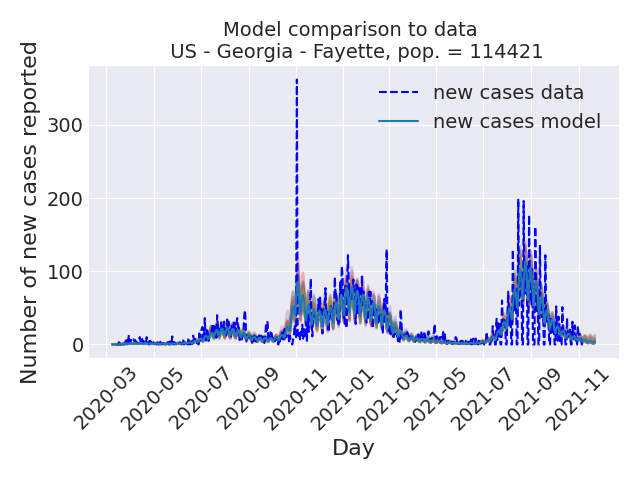 Model comparison to data
US - Georgia - Fayette, pop. = 114421
Number of new cases reported
300
200
100
0
new cases data
new cases model
2020-03
2020-05
2020-07
2020-09
2020-11
2021-01
2021-03
2021-05
2021-07
2021-09
2021-11
Day